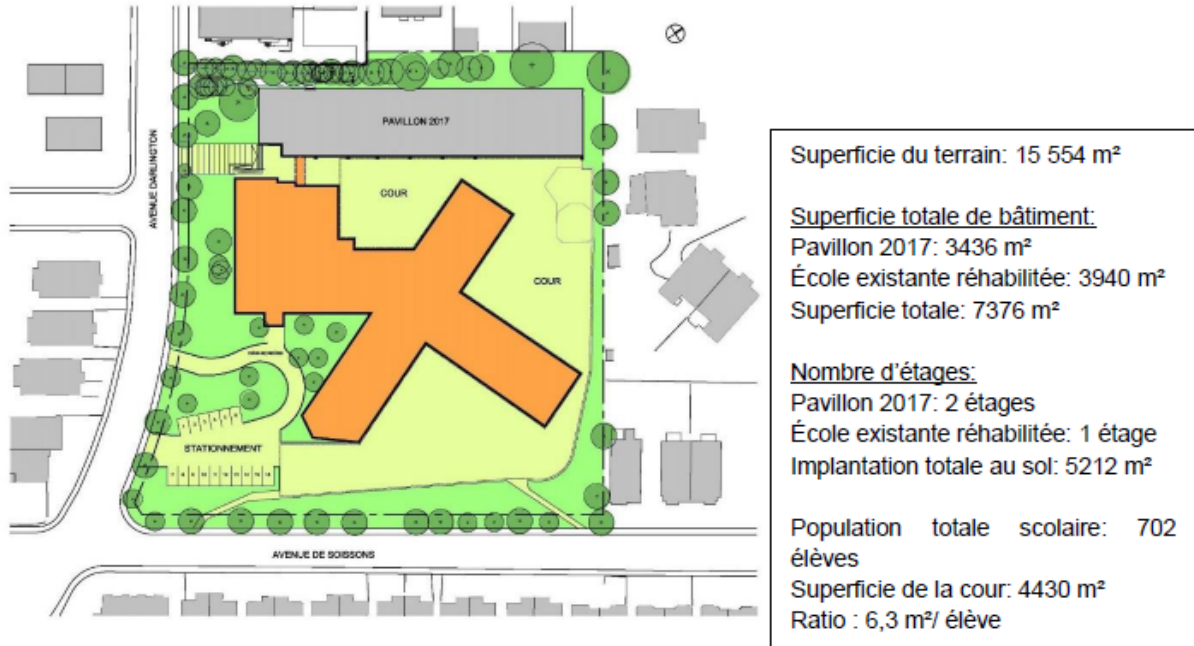 PAVILLON 2017
AVENUE DARLINGTON
COUR
COUR
STATIONNEMENT
AVENUE DE SOISSONS
Superficie du terrain: 15 554 m²
Superficie totale de bâtiment:
Pavillon 2017: 3436 m²
École existante réhabilitée: 3940 m²
Superficie totale: 7376 m²
Nombre d'étages:
Pavillon 2017: 2 étages
École existante réhabilitée: 1 étage
Implantation totale au sol: 5212 m²
Population totale scolaire: 702
élèves
Superficie de la cour: 4430 m²
Ratio : 6,3 m²/ élève